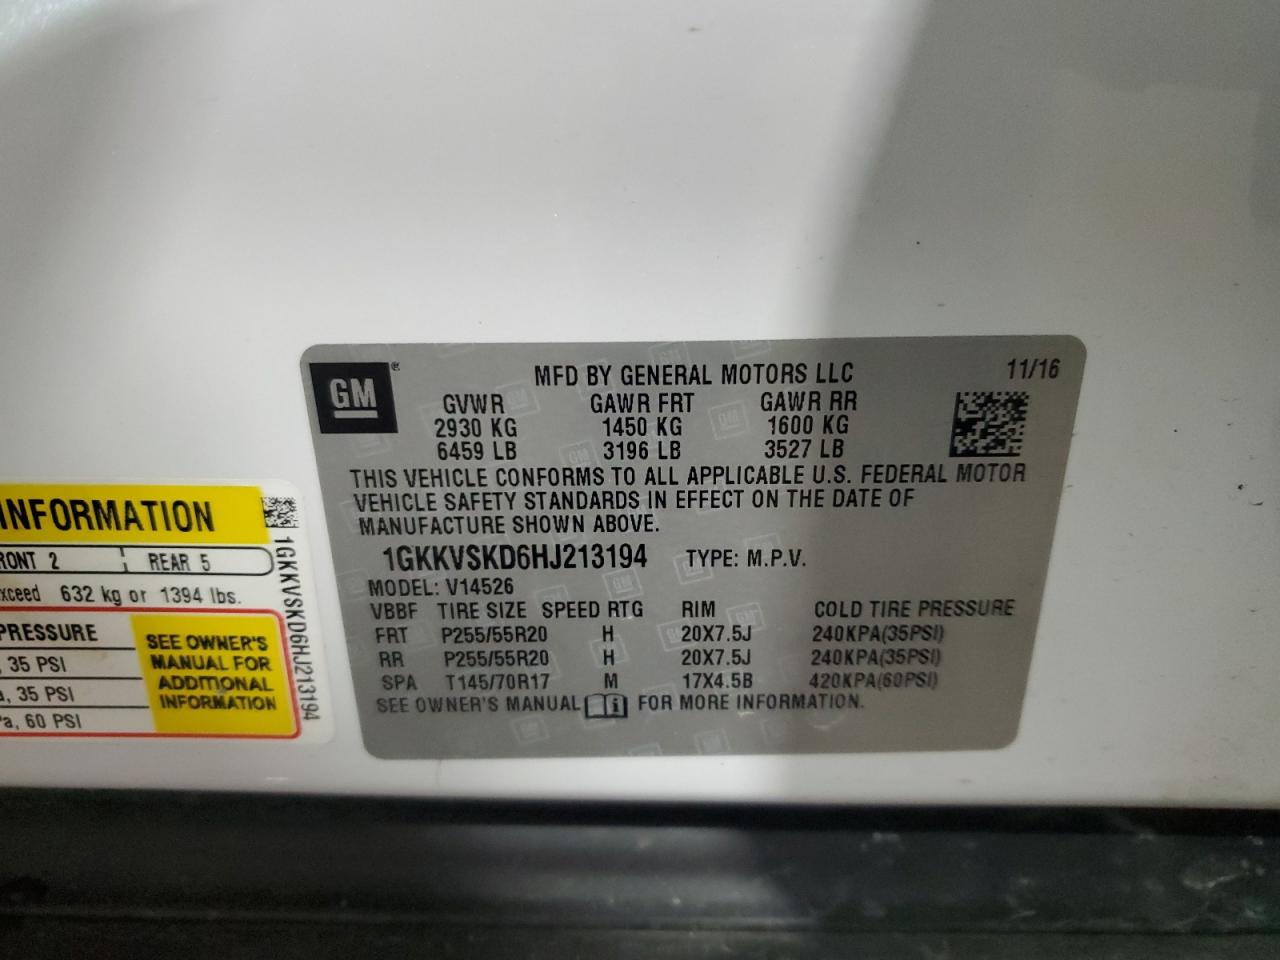 GM ®
MFD BY GENERAL MOTORS LLC 11/16
GVWR GAWR FRT GAWR RR
2930 KG 1450 KG 1600 KG
6459 LB 3196 LB 3527 LB
THIS VEHICLE CONFORMS TO ALL APPLICABLE U.S. FEDERAL MOTOR
VEHICLE SAFETY STANDARDS IN EFFECT ON THE DATE OF
MANUFACTURE SHOWN ABOVE.
1GKKVSKD6HJ213194 TYPE: M.P.V.
MODEL: V14526
VBBF TIRE SIZE SPEED RTG RIM COLD TIRE PRESSURE
FRT P255/55R20 H 20X7.5J 240KPA(35PSI)
RR P255/55R20 H 20X7.5J 240KPA(35PSI)
SPA T145/70R17 M 17X4.5B 420KPA(60PSI)
SEE OWNER'S MANUAL FOR MORE INFORMATION.
INFORMATION
RONT 2 REAR 5
xceed 632 kg or 1394 lbs.
PRESSURE
, 35 PSI
a, 35 PSI
Pa, 60 PSI
SEE OWNER'S
MANUAL FOR
ADDITIONAL
INFORMATION
1GKKVSKD6HJ213194